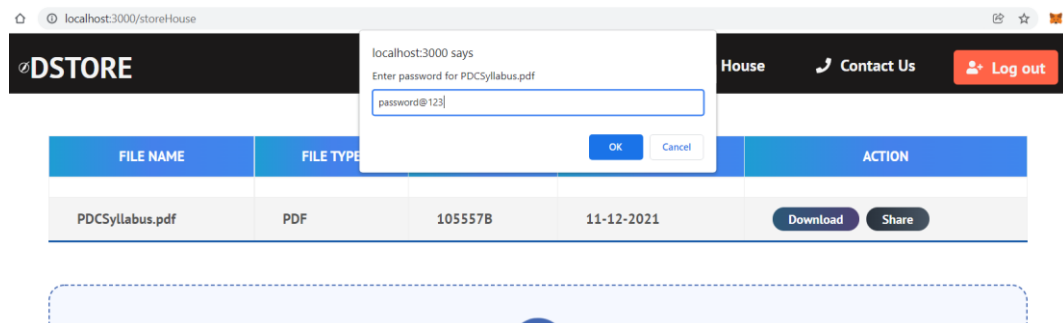 localhost:3000/storeHouse
DSTORE
House
Contact Us
Log out
localhost:3000 says
Enter password for PDCSyllabus.pdf
password@123
OK
Cancel
FILE NAME
FILE TYPE
ACTION
PDCSyllabus.pdf
PDF
105557B
11-12-2021
Download
Share